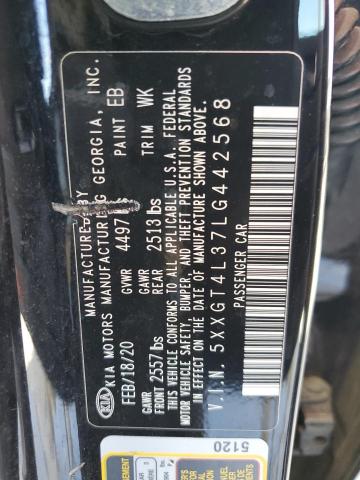 KIA
MANUFACTURED BY
KIA MOTORS MANUFACTURING GEORGIA, INC.
FEB/18/20 GVWR 4497 PAINT EB
GAWR FRONT 2557 lbs GAWR REAR 2513 lbs TRIM WK
THIS VEHICLE CONFORMS TO ALL APPLICABLE U.S.A. FEDERAL
MOTOR VEHICLE SAFETY, BUMPER, AND THEFT PREVENTION STANDARDS
IN EFFECT ON THE DATE OF MANUFACTURE SHOWN ABOVE.
V.I.N. 5XXGT4L37LG442568
PASSENGER CAR
5120